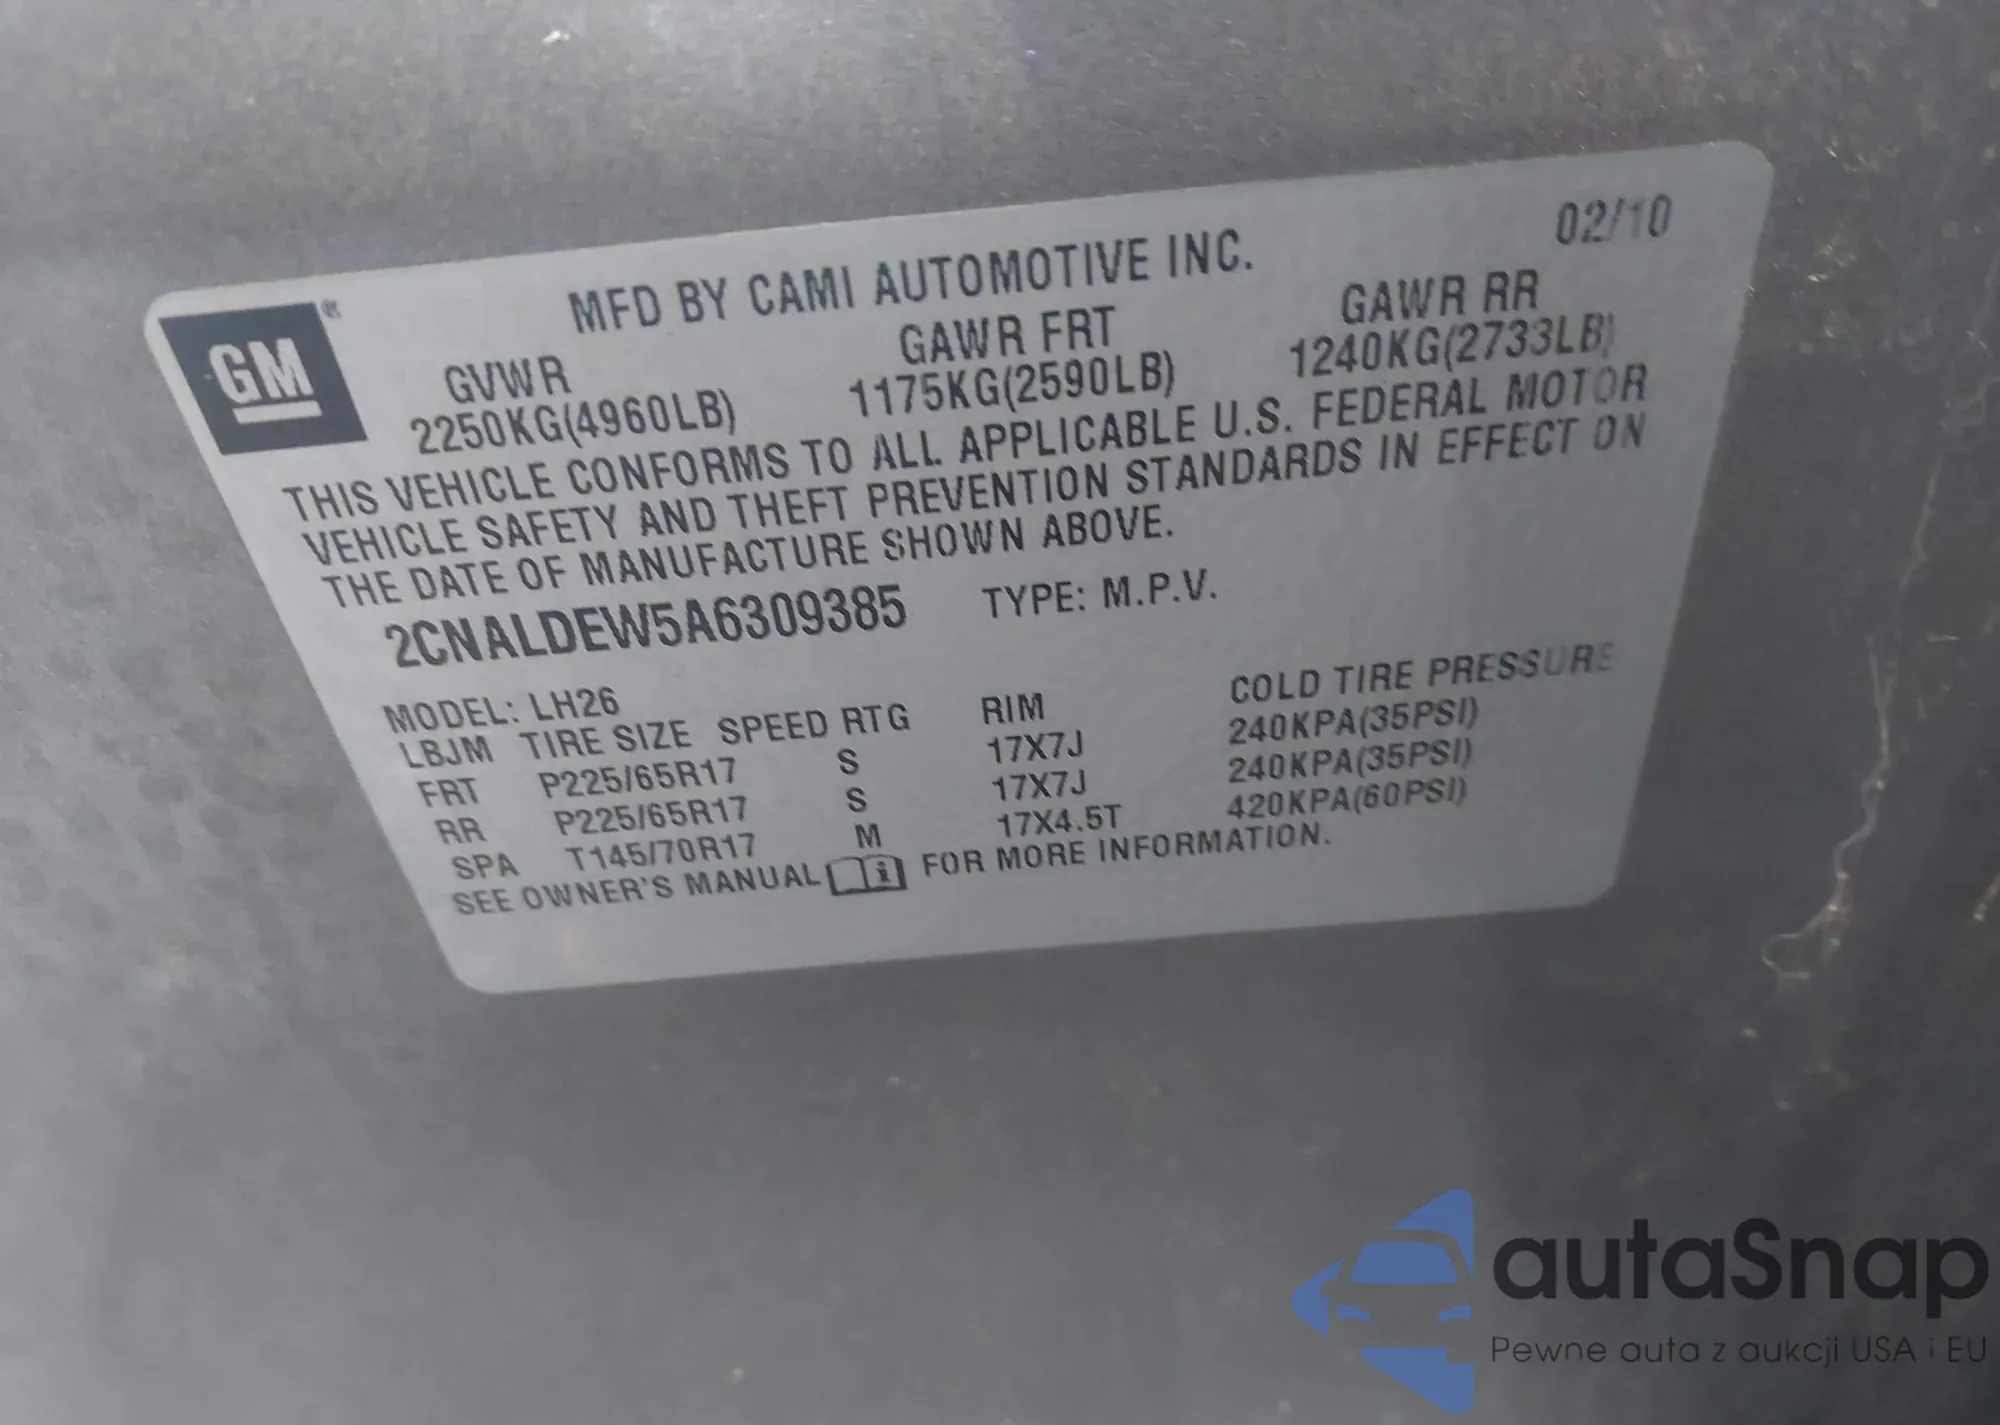 02/10
MFD BY CAMI AUTOMOTIVE INC.
GM ®
GVWR GAWR FRT GAWR RR
2250KG(4960LB) 1175KG(2590LB) 1240KG(2733LB)
THIS VEHICLE CONFORMS TO ALL APPLICABLE U.S. FEDERAL MOTOR
VEHICLE SAFETY AND THEFT PREVENTION STANDARDS IN EFFECT ON
THE DATE OF MANUFACTURE SHOWN ABOVE.
2CNALDEW5A6309385 TYPE: M.P.V.
MODEL: LH26
LBJM TIRE SIZE SPEED RTG RIM COLD TIRE PRESSURE
FRT P225/65R17 S 17X7J 240KPA(35PSI)
RR P225/65R17 S 17X7J 240KPA(35PSI)
SPA T145/70R17 M 17X4.5T 420KPA(60PSI)
SEE OWNER'S MANUAL i FOR MORE INFORMATION.
autaSnap
Pewne auta z aukcji USA i EU